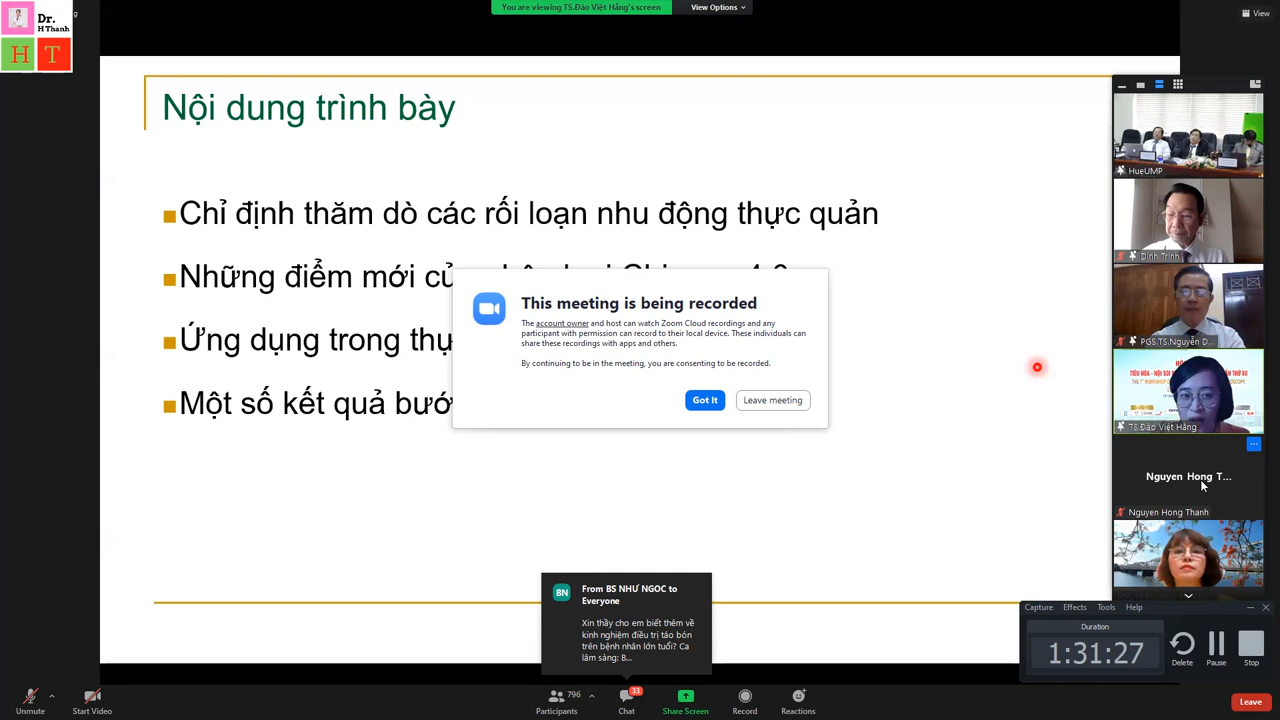 Dr.
H Thanh
H T
You are viewing TS.Đào Việt Hằng's screen
View Options
View
Nội dung trình bày
Chỉ định thăm dò các rối loạn nhu động thực quản
Những điểm mới củ
Ứng dụng trong thụ
Một số kết quả bướ
This meeting is being recorded
The account owner and host can watch Zoom Cloud recordings and any
participant with permission can record to their local device. These individuals can
share these recordings with apps and others.
By continuing to be in the meeting, you are consenting to be recorded.
Got It
Leave meeting
HueUMP
Dinh Trinh
PGS.TS.Nguyễn D...
TIÊU HÓA - NỘI SOI
TS.Đào Việt Hằng
Nguyen Hong T...
Nguyen Hong Thanh
From BS NHƯ NGỌC to
Everyone
Xin thầy cho em biết thêm về
kinh nghiệm điều trị táo bón
trên bệnh nhân lớn tuổi? Ca
lâm sàng: B...
Capture Effects Tools Help
Duration
1:31:27
Delete
Pause
Stop
Unmute
Start Video
796
Participants
33
Chat
Share Screen
Record
Reactions
Leave